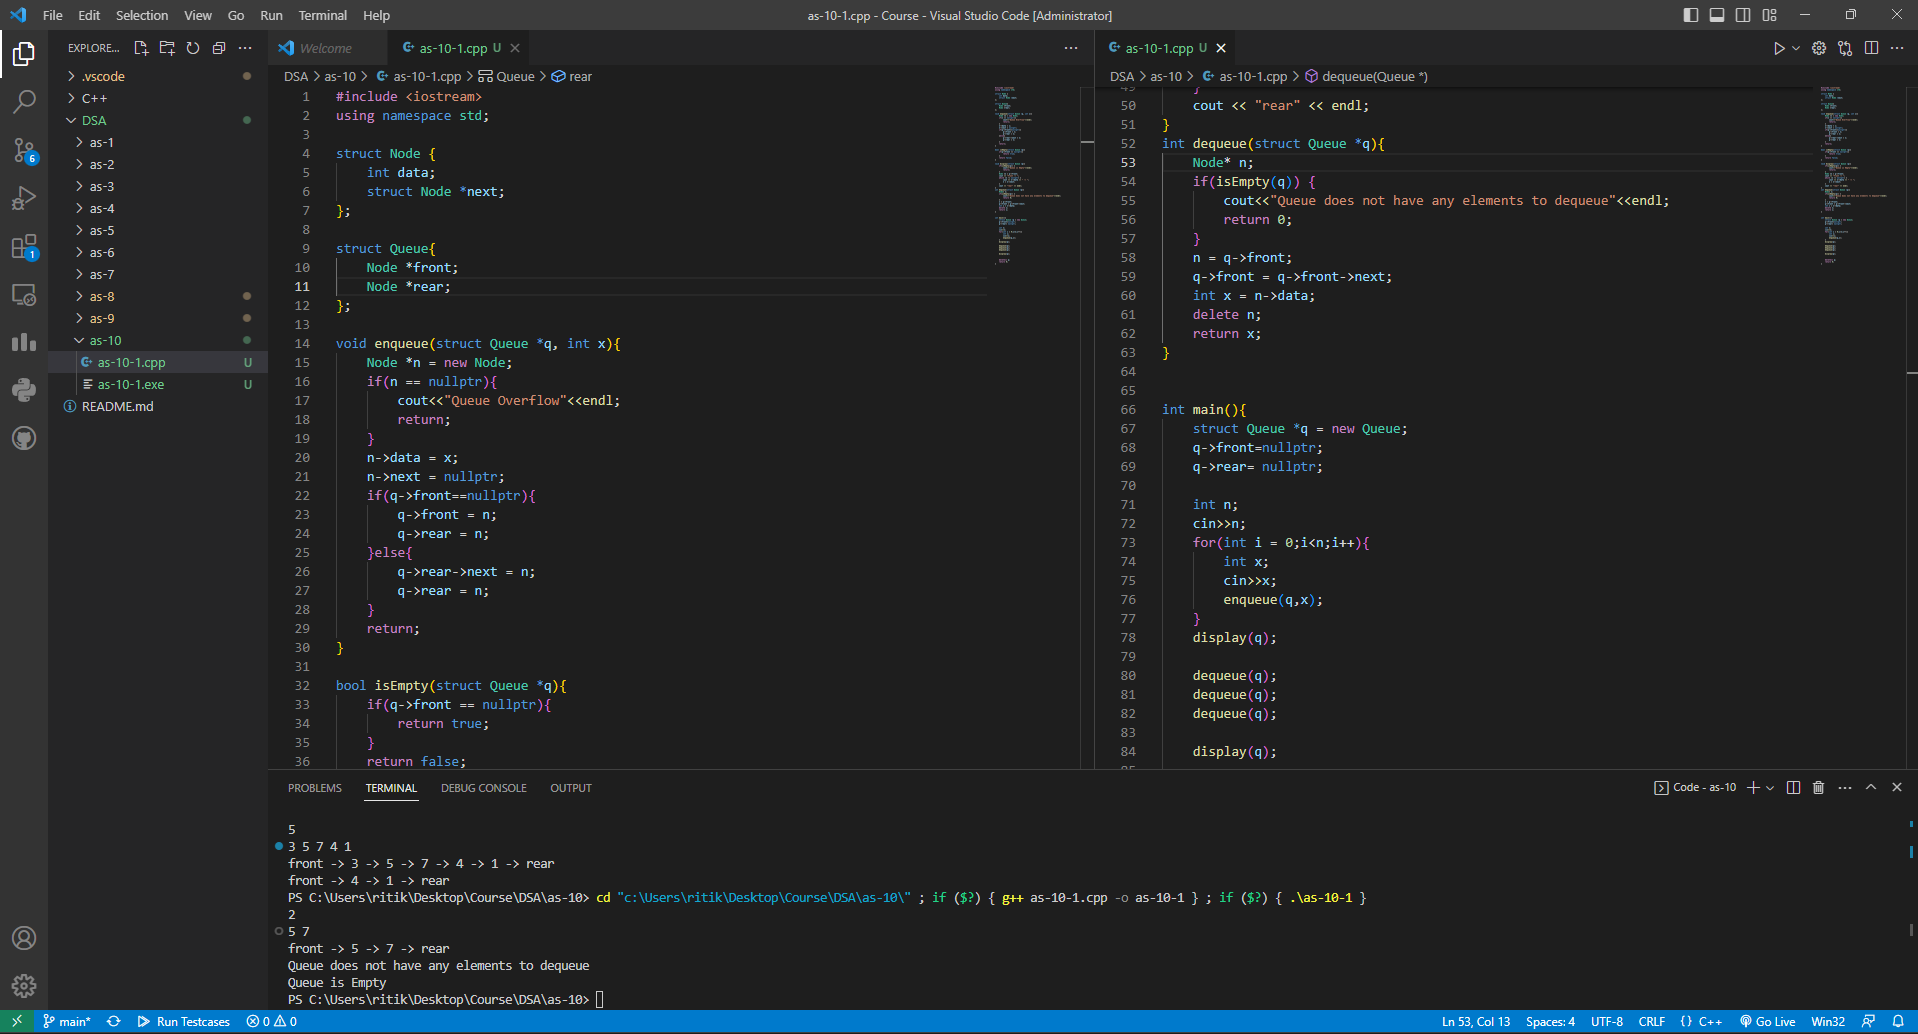 File Edit Selection View Go Run Terminal Help
as-10-1.cpp - Course - Visual Studio Code [Administrator]
EXPLORE...
.vscode
C++
DSA
as-1
as-2
as-3
as-4
as-5
as-6
as-7
as-8
as-9
as-10
as-10-1.cpp U
as-10-1.exe U
README.md
6
1
Welcome
as-10-1.cpp U
DSA > as-10 > as-10-1.cpp > Queue > rear
1 #include <iostream>
2 using namespace std;
3
4 struct Node {
5 int data;
6 struct Node *next;
7 };
8
9 struct Queue{
10 Node *front;
11 Node *rear;
12 };
13
14 void enqueue(struct Queue *q, int x){
15 Node *n = new Node;
16 if(n == nullptr){
17 cout<<"Queue Overflow"<<endl;
18 return;
19 }
20 n->data = x;
21 n->next = nullptr;
22 if(q->front==nullptr){
23 q->front = n;
24 q->rear = n;
25 }else{
26 q->rear->next = n;
27 q->rear = n;
28 }
29 return;
30 }
31
32 bool isEmpty(struct Queue *q){
33 if(q->front == nullptr){
34 return true;
35 }
36 return false;
as-10-1.cpp U
DSA > as-10 > as-10-1.cpp > dequeue(Queue *)
49 }
50 cout << "rear" << endl;
51 }
52 int dequeue(struct Queue *q){
53 Node* n;
54 if(isEmpty(q)) {
55 cout<<"Queue does not have any elements to dequeue"<<endl;
56 return 0;
57 }
58 n = q->front;
59 q->front = q->front->next;
60 int x = n->data;
61 delete n;
62 return x;
63 }
64
65
66 int main(){
67 struct Queue *q = new Queue;
68 q->front=nullptr;
69 q->rear= nullptr;
70
71 int n;
72 cin>>n;
73 for(int i = 0;i<n;i++){
74 int x;
75 cin>>x;
76 enqueue(q,x);
77 }
78 display(q);
79
80 dequeue(q);
81 dequeue(q);
82 dequeue(q);
83
84 display(q);
85
PROBLEMS TERMINAL DEBUG CONSOLE OUTPUT
Code - as-10
5
3 5 7 4 1
front -> 3 -> 5 -> 7 -> 4 -> 1 -> rear
front -> 4 -> 1 -> rear
PS C:\Users\ritik\Desktop\Course\DSA\as-10> cd "c:\Users\ritik\Desktop\Course\DSA\as-10\" ; if ($?) { g++ as-10-1.cpp -o as-10-1 } ; if ($?) { .\as-10-1 }
2
5 7
front -> 5 -> 7 -> rear
Queue does not have any elements to dequeue
Queue is Empty
PS C:\Users\ritik\Desktop\Course\DSA\as-10>
main* Run Testcases 0 0
Ln 53, Col 13 Spaces: 4 UTF-8 CRLF {} C++ Go Live Win32